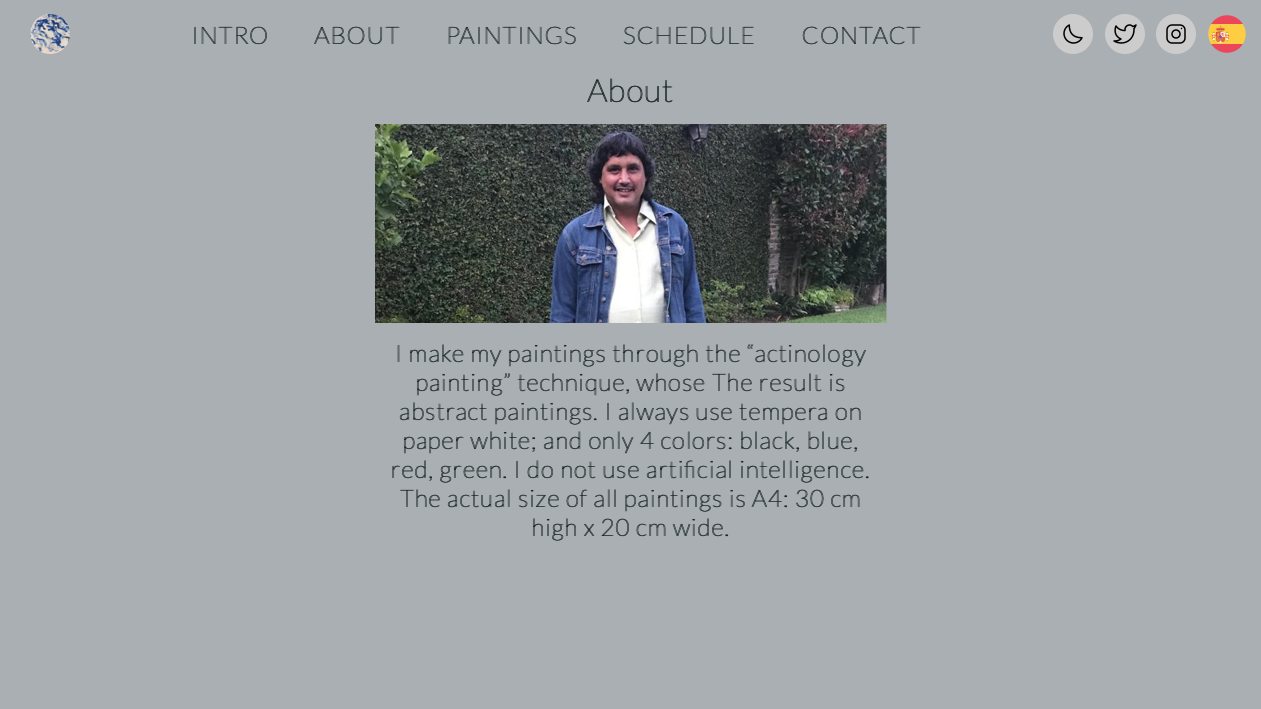 INTRO ABOUT PAINTINGS SCHEDULE CONTACT
About
I make my paintings through the “actinology
painting” technique, whose The result is
abstract paintings. I always use tempera on
paper white; and only 4 colors: black, blue,
red, green. I do not use artificial intelligence.
The actual size of all paintings is A4: 30 cm
high x 20 cm wide.